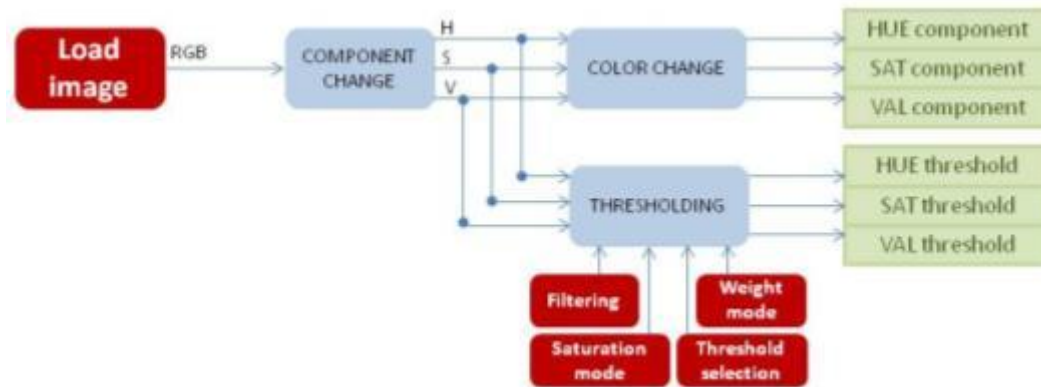 Load
image
RGB
COMPONENT
CHANGE
H
S
V
COLOR CHANGE
HUE component
SAT component
VAL component
THRESHOLDING
HUE threshold
SAT threshold
VAL threshold
Filtering
Weight
mode
Saturation
mode
Threshold
selection